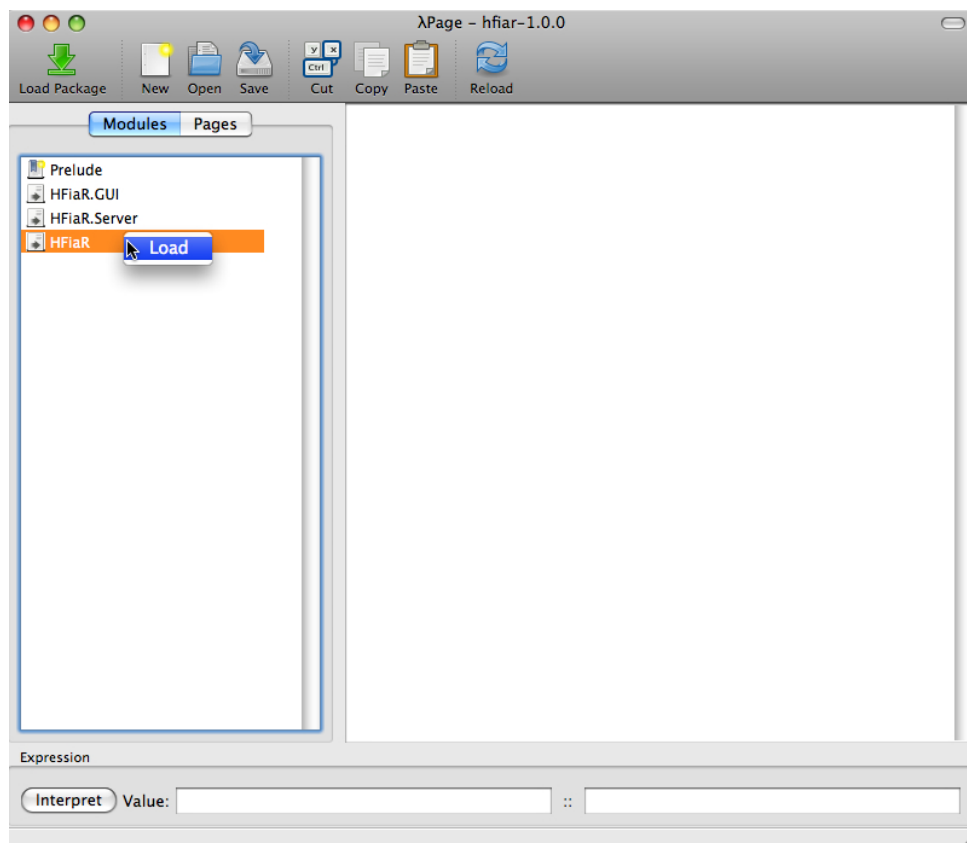 λPage - hfiar-1.0.0
Y X
Ctrl
Load Package New Open Save Cut Copy Paste Reload
Modules Pages
Prelude
HFiaR.GUI
HFiaR.Server
HFiaR Load
Expression
Interpret Value: ::